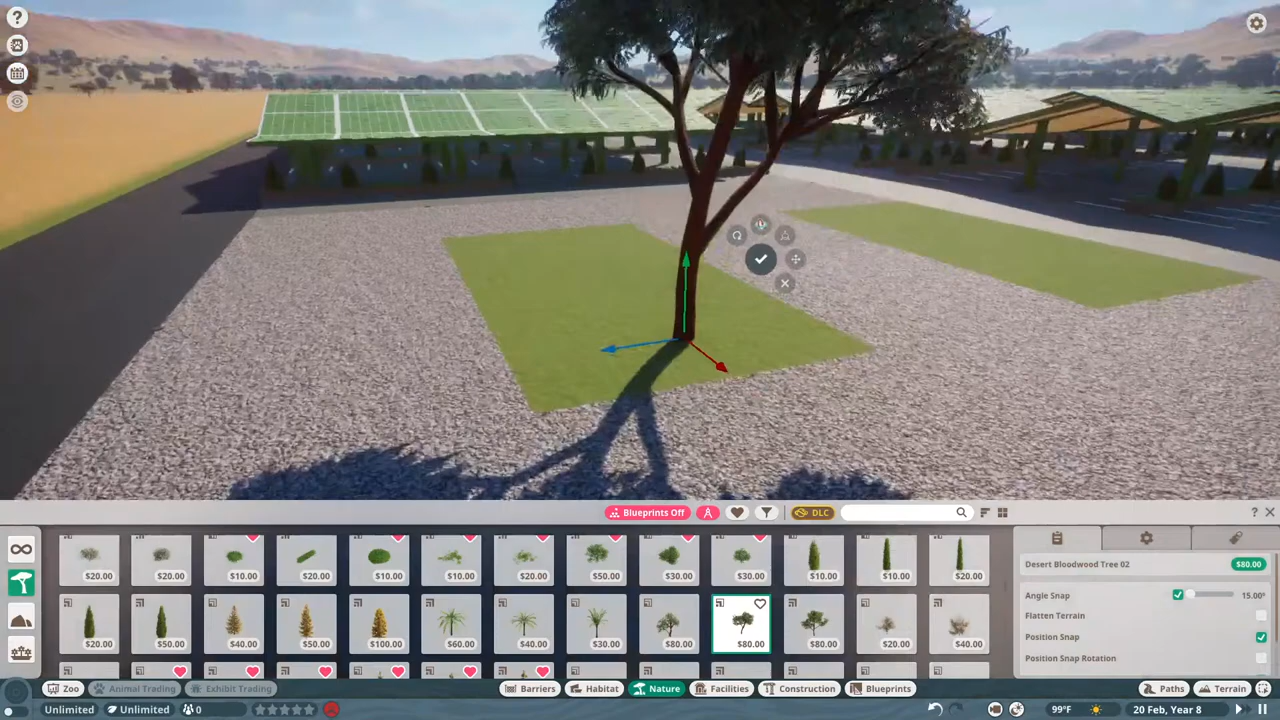 ?
Blueprints Off
DLC
? ×
$20.00 $20.00 $10.00 $20.00 $10.00 $10.00 $20.00 $50.00 $30.00 $30.00 $10.00 $10.00 $20.00
Desert Bloodwood Tree 02 $80.00
Angle Snap 15.00°
Flatten Terrain
$20.00 $50.00 $40.00 $50.00 $100.00 $60.00 $40.00 $30.00 $80.00 $80.00 $80.00 $20.00 $40.00
Position Snap
Position Snap Rotation
Zoo Animal Trading Exhibit Trading Barriers Habitat Nature Facilities Construction Blueprints Paths Terrain
Unlimited Unlimited 0 99°F 20 Feb, Year 8